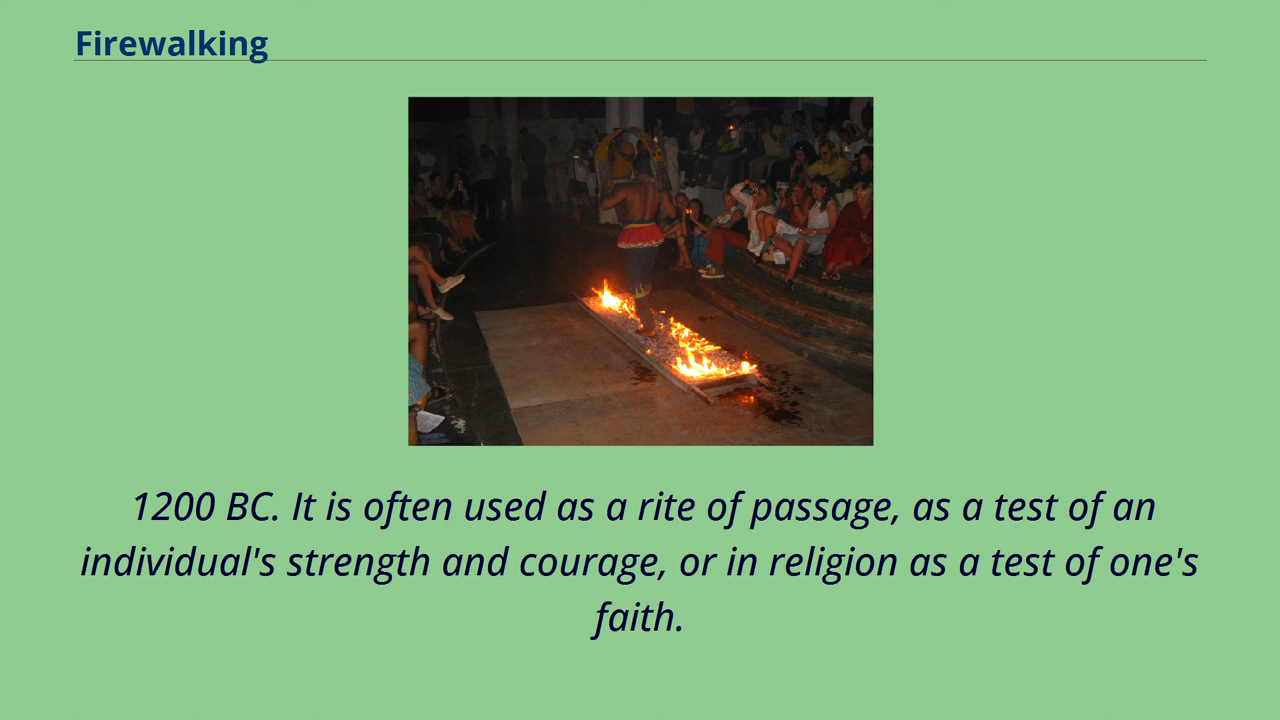 Firewalking
1200 BC. It is often used as a rite of passage, as a test of an
individual's strength and courage, or in religion as a test of one's
faith.